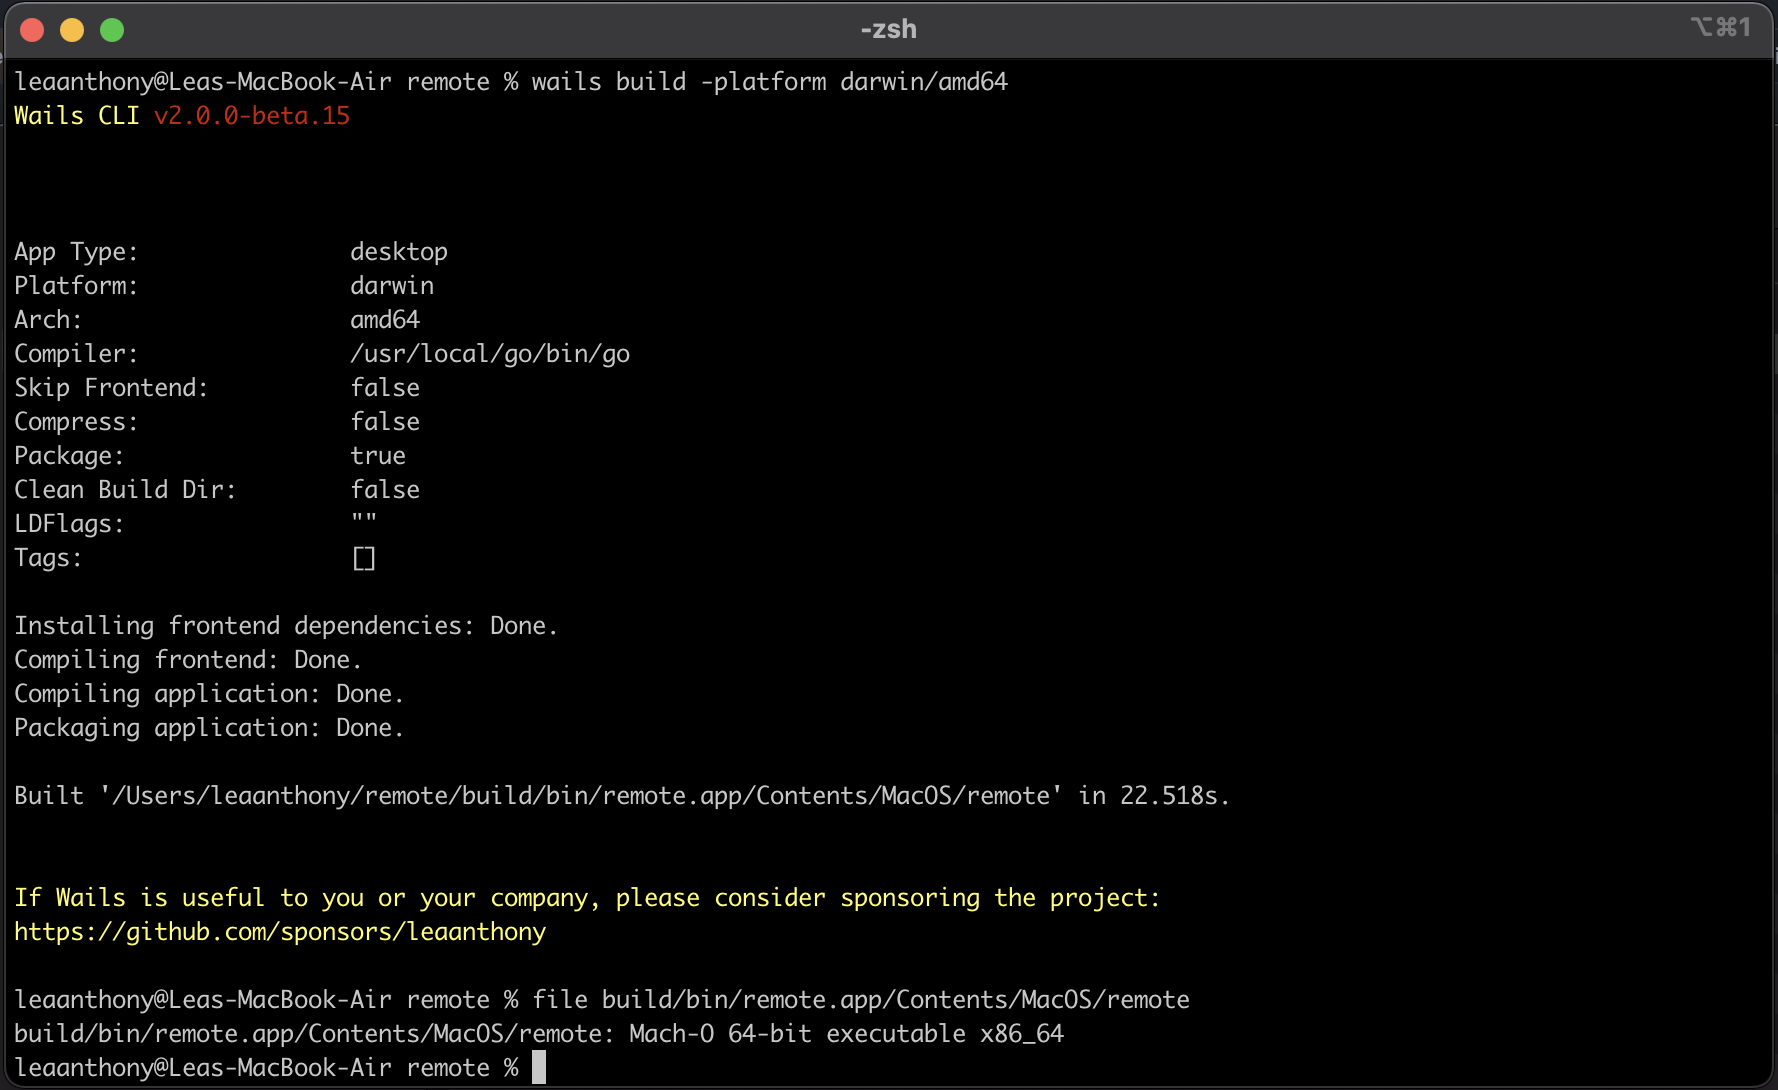 -zsh
⌥⌘1
leaanthony@Leas-MacBook-Air remote % wails build -platform darwin/amd64
Wails CLI v2.0.0-beta.15
App Type: desktop
Platform: darwin
Arch: amd64
Compiler: /usr/local/go/bin/go
Skip Frontend: false
Compress: false
Package: true
Clean Build Dir: false
LDFlags: ""
Tags: []
Installing frontend dependencies: Done.
Compiling frontend: Done.
Compiling application: Done.
Packaging application: Done.
Built '/Users/leaanthony/remote/build/bin/remote.app/Contents/MacOS/remote' in 22.518s.
If Wails is useful to you or your company, please consider sponsoring the project:
https://github.com/sponsors/leaanthony
leaanthony@Leas-MacBook-Air remote % file build/bin/remote.app/Contents/MacOS/remote
build/bin/remote.app/Contents/MacOS/remote: Mach-O 64-bit executable x86_64
leaanthony@Leas-MacBook-Air remote %